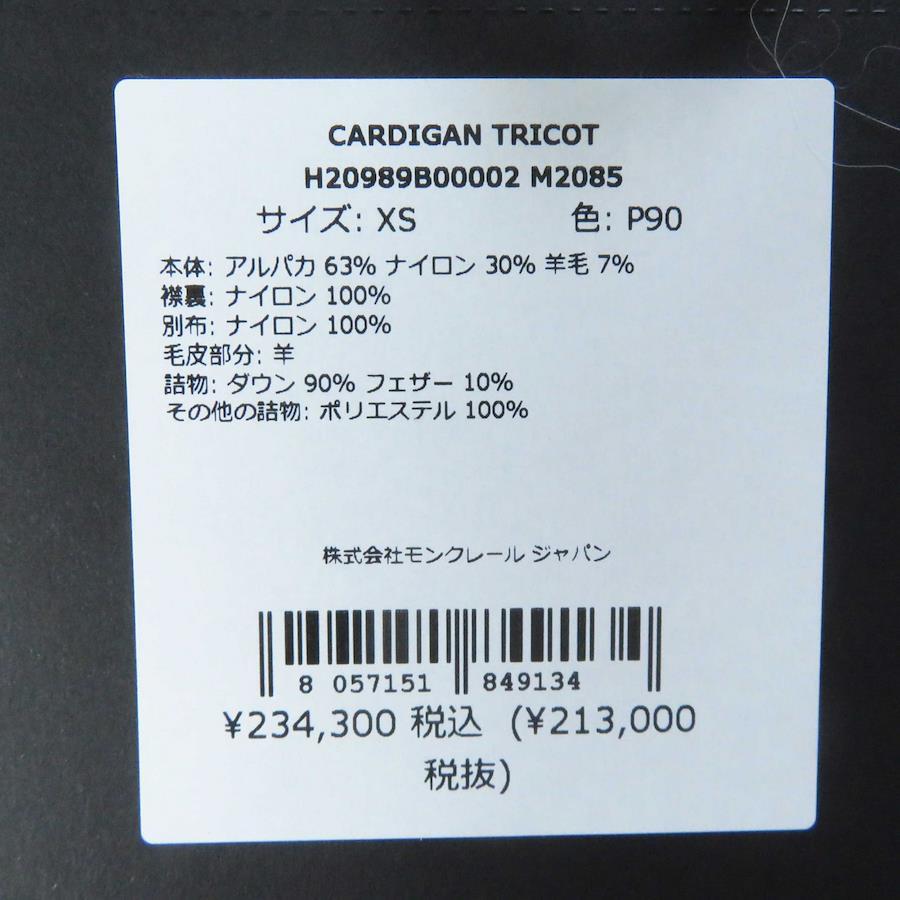 CARDIGAN TRICOT
H20989B00002 M2085
サイズ: XS 色: P90
本体: アルパカ 63% ナイロン 30% 羊毛 7%
襟裏: ナイロン 100%
別布: ナイロン 100%
毛皮部分: 羊
詰物: ダウン 90% フェザー 10%
その他の詰物: ポリエステル 100%
株式会社モンクレール ジャパン
8 057151 849134
¥234,300 税込 (¥213,000
税抜)